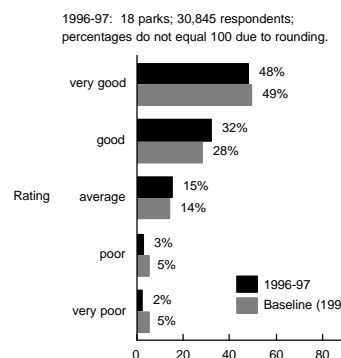 1996-97: 18 parks; 30,845 respondents;
percentages do not equal 100 due to rounding.
very good
48%
49%
good
32%
28%
Rating
average
15%
14%
poor
3%
5%
1996-97
very poor
2%
5%
Baseline (199
0 20 40 60 80